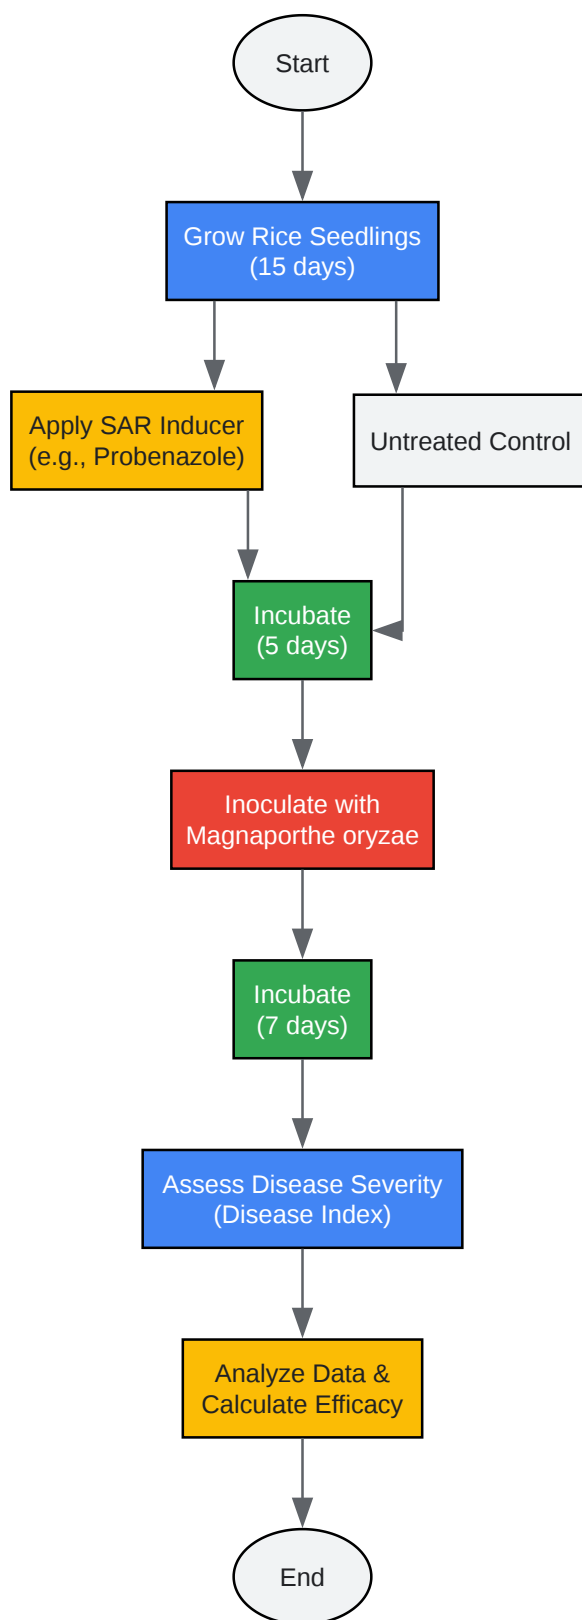 Start
Grow Rice Seedlings
(15 days)
Apply SAR Inducer
(e.g., Probenazole)
Untreated Control
Incubate
(5 days)
Inoculate with
Magnaporthe oryzae
Incubate
(7 days)
Assess Disease Severity
(Disease Index)
Analyze Data &
Calculate Efficacy
End